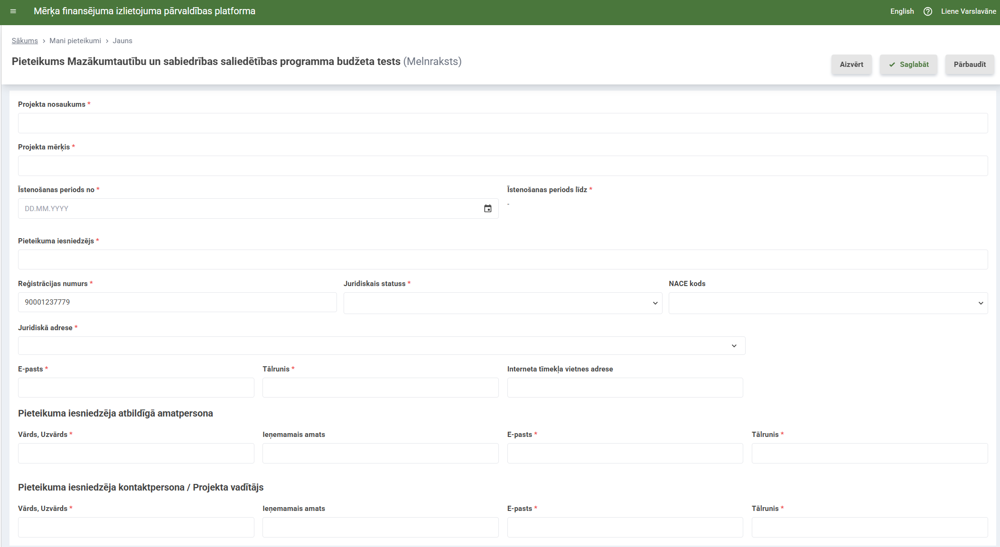 Mērķa finansējuma izlietojuma pārvaldības platforma
English
Liene Varslavāne
Sākums > Mani pieteikumi > Jauns
Pieteikums Mazākumtautību un sabiedrības saliedētības programma budžeta tests (Melnraksts)
Aizvērt
Saglabāt
Pārbaudīt
Projekta nosaukums *
Projekta mērķis *
Īstenošanas periods no *
Īstenošanas periods līdz *
DD.MM.YYYY
-
Pieteikuma iesniedzējs *
Reģistrācijas numurs *
Juridiskais statuss *
NACE kods
90001237779
Juridiskā adrese *
E-pasts *
Tālrunis *
Interneta tīmekļa vietnes adrese
Pieteikuma iesniedzēja atbildīgā amatpersona
Vārds, Uzvārds *
Ieņemamais amats
E-pasts *
Tālrunis *
Pieteikuma iesniedzēja kontaktpersona / Projekta vadītājs
Vārds, Uzvārds *
Ieņemamais amats
E-pasts *
Tālrunis *